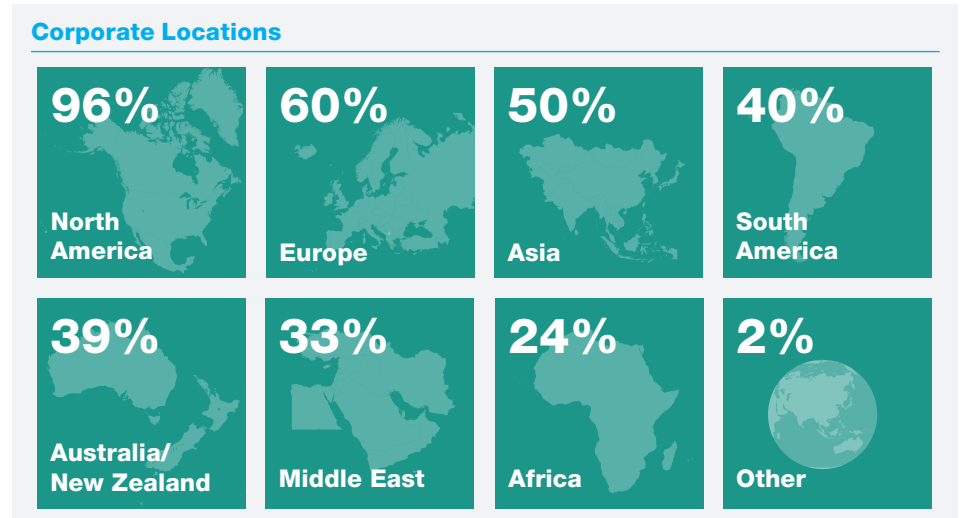 Corporate Locations
96%
North
America
60%
Europe
50%
Asia
40%
South
America
39%
Australia/
New Zealand
33%
Middle East
24%
Africa
2%
Other